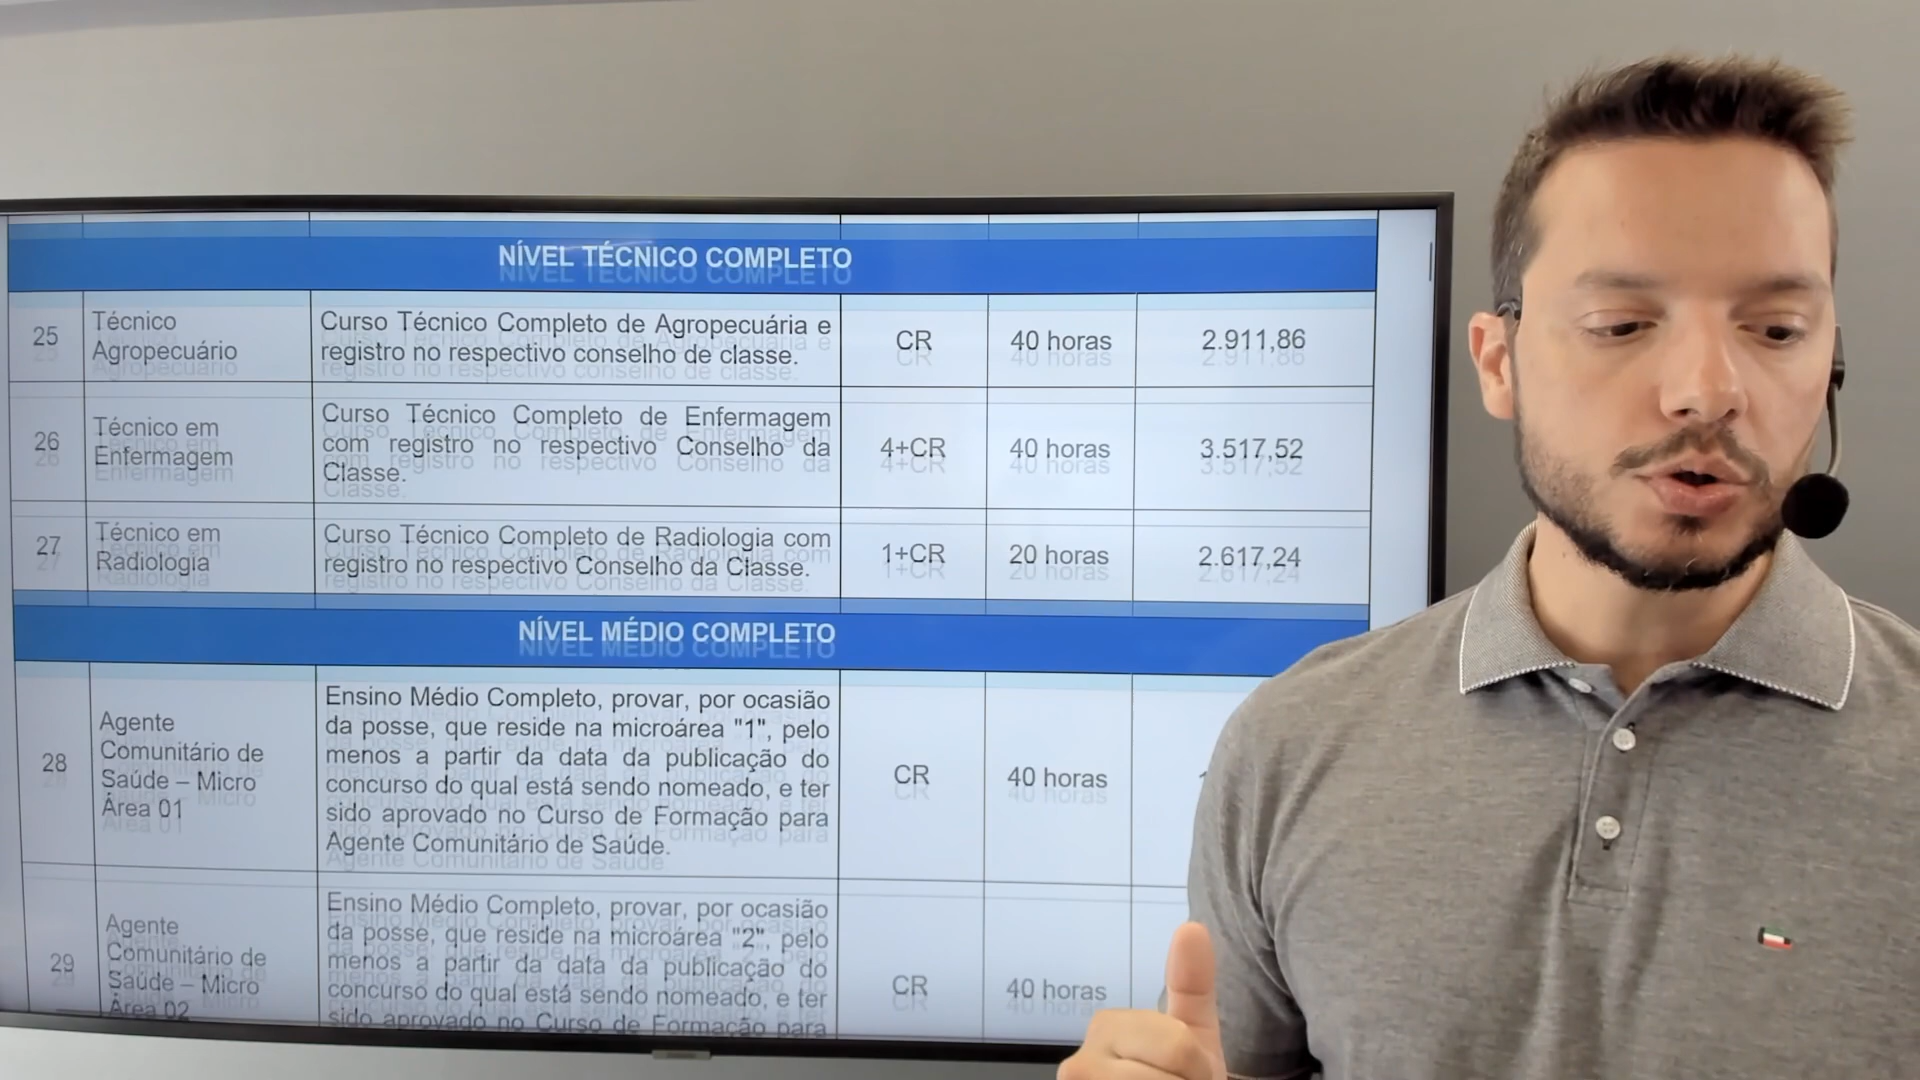 NÍVEL TÉCNICO COMPLETO
25
Técnico
Agropecuário
Curso Técnico Completo de Agropecuária e
registro no respectivo conselho de classe.
CR
40 horas
2.911,86
26
Técnico em
Enfermagem
Curso Técnico Completo de Enfermagem
com registro no respectivo Conselho da
Classe.
4+CR
40 horas
3.517,52
27
Técnico em
Radiologia
Curso Técnico Completo de Radiologia com
registro no respectivo Conselho da Classe.
1+CR
20 horas
2.617,24
NÍVEL MÉDIO COMPLETO
28
Agente
Comunitário de
Saúde – Micro
Área 01
Ensino Médio Completo, provar, por ocasião
da posse, que reside na microárea "1", pelo
menos a partir da data da publicação do
concurso do qual está sendo nomeado, e ter
sido aprovado no Curso de Formação para
Agente Comunitário de Saúde.
CR
40 horas
29
Agente
Comunitário de
Saúde – Micro
Área 02
Ensino Médio Completo, provar, por ocasião
da posse, que reside na microárea "2", pelo
menos a partir da data da publicação do
concurso do qual está sendo nomeado, e ter
sido aprovado no Curso de Formação para
CR
40 horas